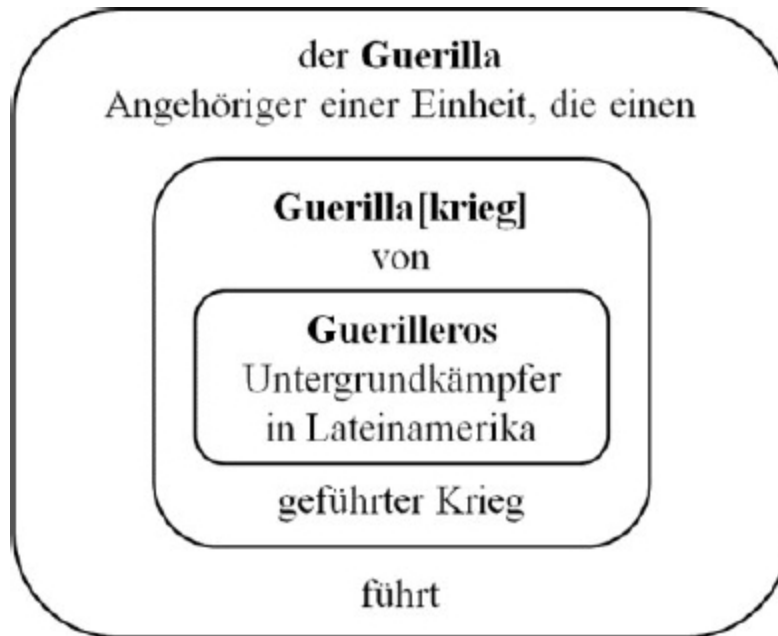 der Guerilla
Angehöriger einer Einheit, die einen
Guerilla[krieg]
von
Guerilleros
Untergrundkämpfer
in Lateinamerika
geführter Krieg
führt